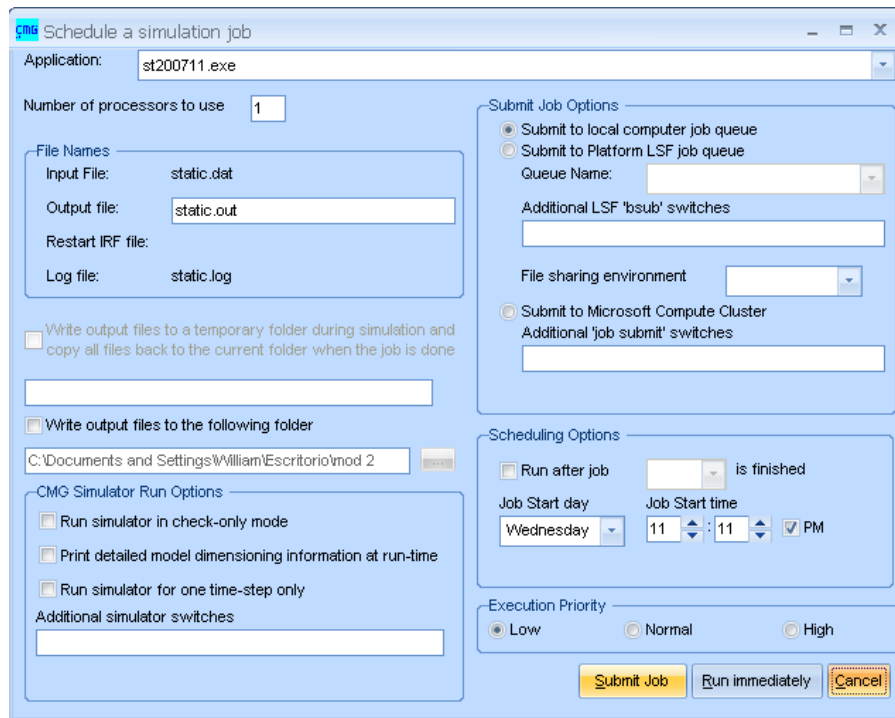 CMG Schedule a simulation job
Application: st200711.exe
Number of processors to use 1
File Names
Input File: static.dat
Output file: static.out
Restart IRF file:
Log file: static.log
Write output files to a temporary folder during simulation and
copy all files back to the current folder when the job is done
Write output files to the following folder
C:\Documents and Settings\William\Escritorio\mod 2 ...
CMG Simulator Run Options
Run simulator in check-only mode
Print detailed model dimensioning information at run-time
Run simulator for one time-step only
Additional simulator switches
Submit Job Options
Submit to local computer job queue
Submit to Platform LSF job queue
Queue Name:
Additional LSF 'bsub' switches
File sharing environment
Submit to Microsoft Compute Cluster
Additional 'job submit' switches
Scheduling Options
Run after job is finished
Job Start day Job Start time
Wednesday 11 : 11 PM
Execution Priority
Low Normal High
Submit Job Run immediately Cancel